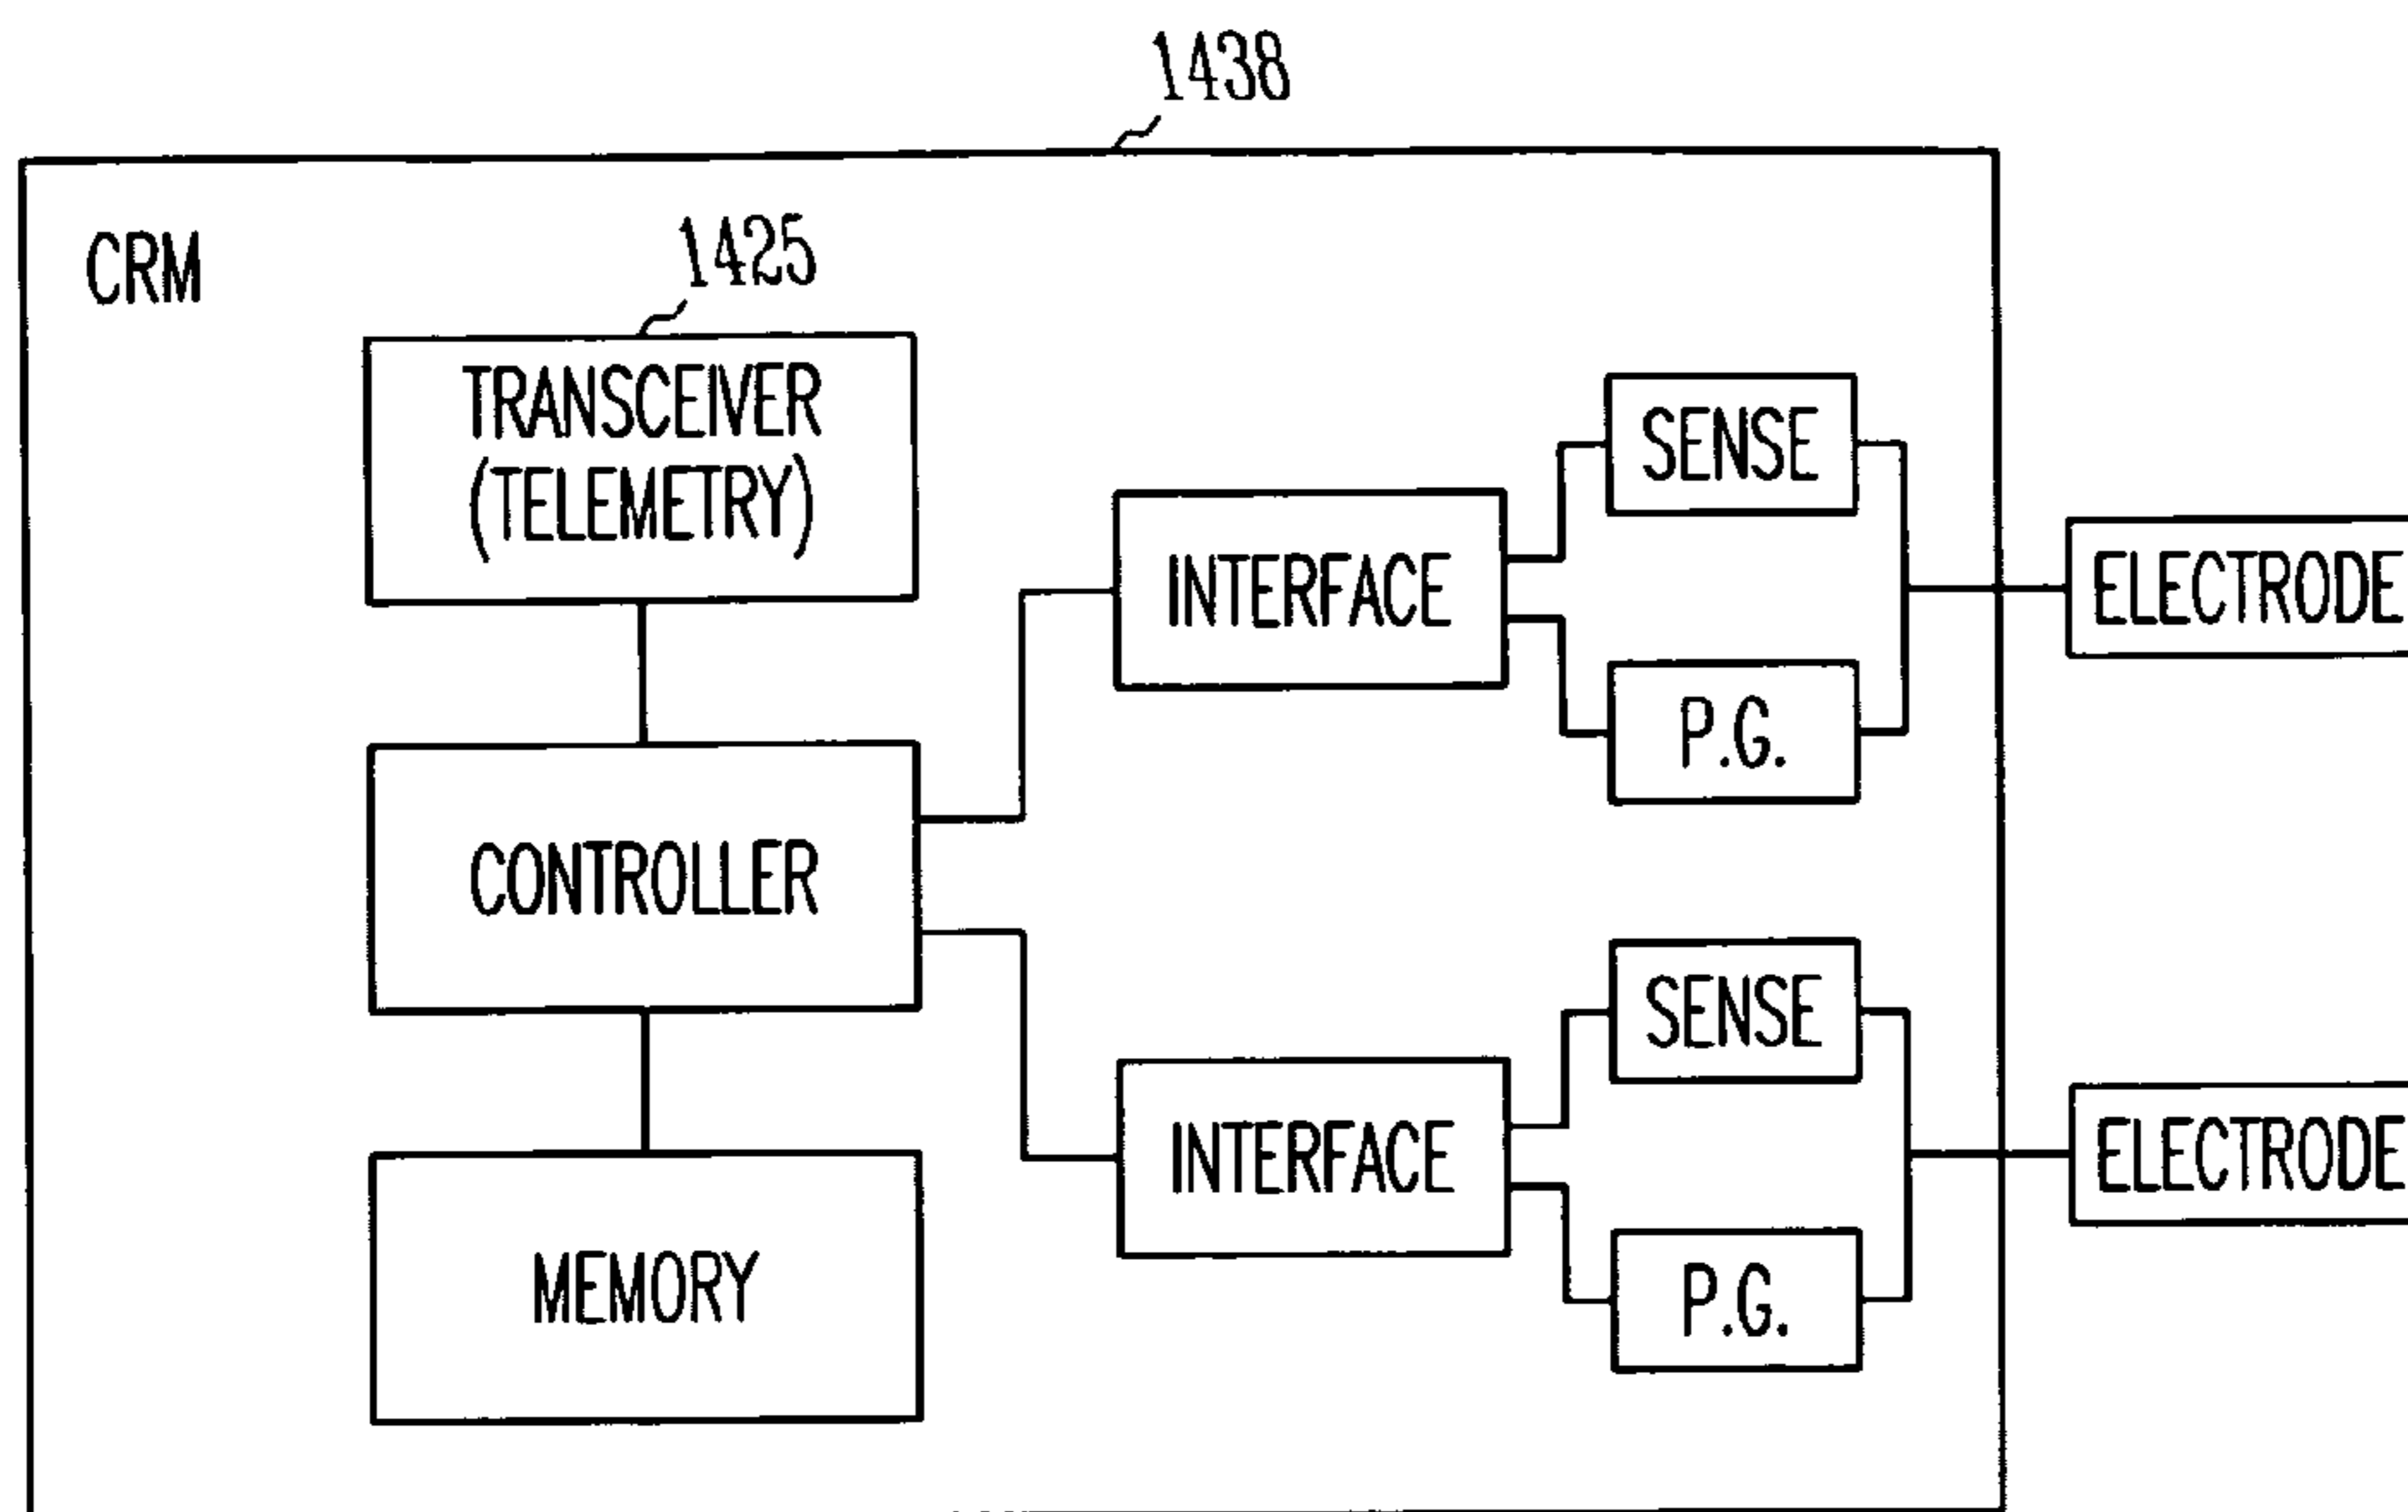 1438
CRM
1425
TRANSCEIVER
(TELEMETRY)
SENSE
INTERFACE
ELECTRODE
P.G.
CONTROLLER
SENSE
INTERFACE
ELECTRODE
P.G.
MEMORY